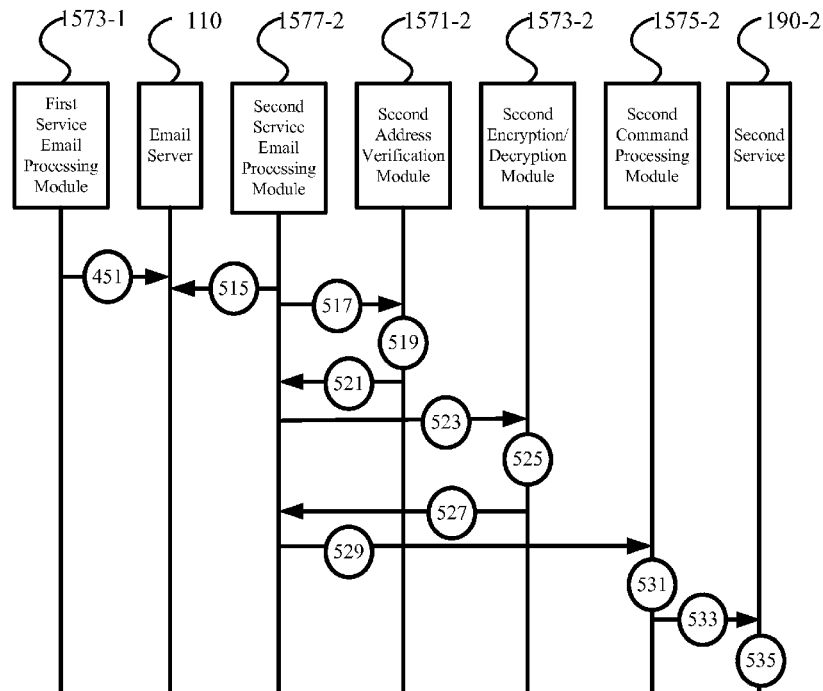 1573-1
110
1577-2
1571-2
1573-2
1575-2
190-2
First
Service
Email
Processing
Module
Email
Server
Second
Service
Email
Processing
Module
Second
Address
Verification
Module
Second
Encryption/
Decryption
Module
Second
Command
Processing
Module
Second
Service
451
515
517
519
521
523
525
527
529
531
533
535